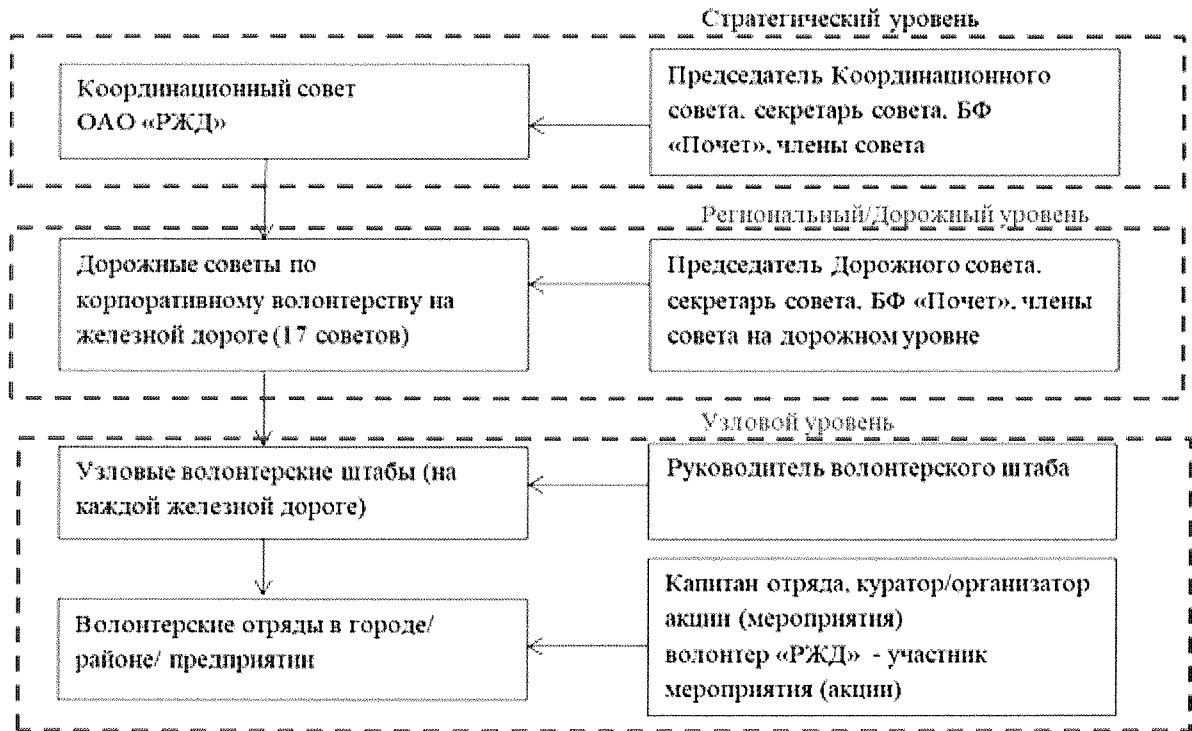 Стратегический уровень
Координационный совет
ОАО «РЖД»
Председатель Координационного
совета, секретарь совета, БФ
«Почет», члены совета
Региональный/Дорожный уровень
Дорожные советы по
корпоративному волонтерству на
железной дороге (17 советов)
Председатель Дорожного совета,
секретарь совета, БФ «Почет», члены
совета на дорожном уровне
Узловой уровень
Узловые волонтерские штабы (на
каждой железной дороге)
Руководитель волонтерского штаба
Волонтерские отряды в городе/
районе/ предприятии
Капитан отряда, куратор/организатор
акции (мероприятия)
волонтер «РЖД» - участник
мероприятия (акции)